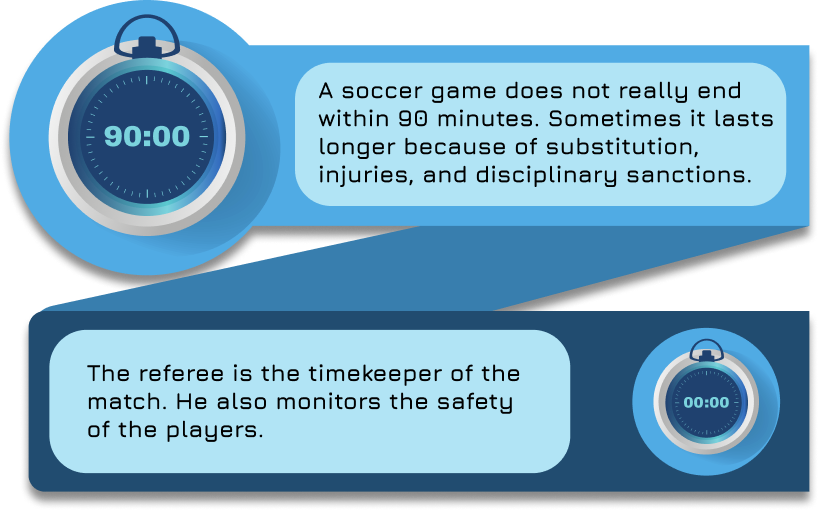 90:00
A soccer game does not really end
within 90 minutes. Sometimes it lasts
longer because of substitution,
injuries, and disciplinary sanctions.
The referee is the timekeeper of the
match. He also monitors the safety
of the players.
00:00